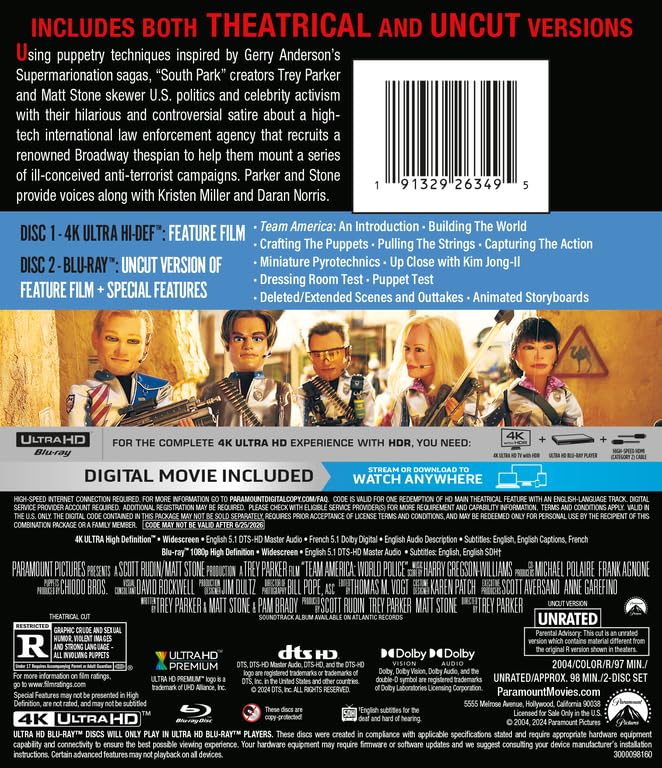 INCLUDES BOTH THEATRICAL AND UNCUT VERSIONS
Using puppetry techniques inspired by Gerry Anderson's
Supermarionation sagas, “South Park” creators Trey Parker
and Matt Stone skewer U.S. politics and celebrity activism
with their hilarious and controversial satire about a high-
tech international law enforcement agency that recruits a
renowned Broadway thespian to help them mount a series
of ill-conceived anti-terrorist campaigns. Parker and Stone
provide voices along with Kristen Miller and Daran Norris.
1 91329 26349 5
DISC 1 - 4K ULTRA HI-DEF™: FEATURE FILM
DISC 2 - BLU-RAY™: UNCUT VERSION OF
FEATURE FILM + SPECIAL FEATURES
• Team America: An Introduction • Building The World
• Crafting The Puppets • Pulling The Strings • Capturing The Action
• Miniature Pyrotechnics • Up Close with Kim Jong-Il
• Dressing Room Test • Puppet Test
• Deleted/Extended Scenes and Outtakes • Animated Storyboards
ULTRA HD
Blu-ray
FOR THE COMPLETE 4K ULTRA HD EXPERIENCE WITH HDR, YOU NEED:
4K
with HDR
4K ULTRA HD TV with HDR
+
ULTRA HD BLU-RAY PLAYER
+
HIGH-SPEED HDMI
(CATEGORY 2) CABLE
DIGITAL MOVIE INCLUDED
STREAM OR DOWNLOAD TO
WATCH ANYWHERE
HIGH-SPEED INTERNET CONNECTION REQUIRED. FOR MORE INFORMATION GO TO PARAMOUNTDIGITALCOPY.COM/FAQ. CODE IS VALID FOR ONE REDEMPTION OF HD MAIN THEATRICAL FEATURE WITH AN ENGLISH-LANGUAGE TRACK. DIGITAL
SERVICE PROVIDER ACCOUNT REQUIRED. ADDITIONAL REGISTRATION MAY BE REQUIRED. PLEASE CHECK WITH ELIGIBLE SERVICE PROVIDER(S) FOR MORE REQUIREMENT AND CAPABILITY INFORMATION. TERMS AND CONDITIONS APPLY. VALID IN
THE U.S. ONLY. THE DIGITAL CODE CONTAINED IN THIS PACKAGE MAY NOT BE SOLD SEPARATELY, REQUIRES PRIOR ACCEPTANCE OF LICENSE TERMS AND CONDITIONS, AND MAY BE REDEEMED ONLY FOR PERSONAL USE BY THE RECIPIENT OF THIS
COMBINATION PACKAGE OR A FAMILY MEMBER. CODE MAY NOT BE VALID AFTER 6/25/2026
4K ULTRA High Definition™ • Widescreen • English 5.1 DTS-HD Master Audio • French 5.1 Dolby Digital • English Audio Description • Subtitles: English, English Captions, French
Blu-ray™ 1080p High Definition • Widescreen • English 5.1 DTS-HD Master Audio • Subtitles: English, English SDH†
PARAMOUNT PICTURES PRESENTS A SCOTT RUDIN/MATT STONE PRODUCTION A TREY PARKER FILM “TEAM AMERICA: WORLD POLICE” MUSIC SCORE BY HARRY GREGSON-WILLIAMS CO-PRODUCERS MICHAEL POLAIRE FRANK AGNONE
PUPPETS PRODUCED BY CHIODO BROS. VISUAL CONSULTANT DAVID ROCKWELL PRODUCTION DESIGNER JIM DULTZ DIRECTOR OF PHOTOGRAPHY BILL POPE, ASC EDITED BY THOMAS M. VOGT COSTUME DESIGNER KAREN PATCH EXECUTIVE PRODUCERS SCOTT AVERSANO ANNE GAREFINO
WRITTEN BY TREY PARKER & MATT STONE & PAM BRADY PRODUCED BY SCOTT RUDIN TREY PARKER MATT STONE DIRECTED BY TREY PARKER
SOUNDTRACK ALBUM AVAILABLE ON ATLANTIC RECORDS
THEATRICAL CUT
RESTRICTED
R
GRAPHIC CRUDE AND SEXUAL
HUMOR, VIOLENT IMAGES
AND STRONG LANGUAGE -
ALL INVOLVING PUPPETS
Under 17 Requires Accompanying Parent or Adult Guardian
For more information on film ratings,
go to www.filmratings.com
Special Features may not be presented in High
Definition, are not rated, and may not be subtitled
4K ULTRA HD™
ULTRA HD
PREMIUM
ULTRA HD PREMIUM™ logo is a
trademark of UHD Alliance, Inc.
Blu-ray Disc
dts HD
Master Audio
DTS, DTS-HD Master Audio, DTS-HD, and the DTS-HD
logo are registered trademarks or trademarks of
DTS, Inc. in the United States and other countries.
© 2024 DTS, Inc. ALL RIGHTS RESERVED.
These discs are
copy-protected!
Dolby
VISION
Dolby
AUDIO
Dolby, Dolby Vision, Dolby Audio, and the
double-D symbol are registered trademarks
of Dolby Laboratories Licensing Corporation.
†English subtitles for the
deaf and hard of hearing.
UNCUT VERSION
UNRATED
Parental Advisory: This cut is an unrated
version which contains material different from
the original R version shown in theaters.
2004/COLOR/R/97 MIN./
UNRATED/APPROX. 98 MIN./2-DISC SET
ParamountMovies.com
5555 Melrose Avenue, Hollywood, California 90038
Licensed for Sale Only in the U.S.
©, 2004, 2024 Paramount Pictures
Paramount
ULTRA HD BLU-RAY™ DISCS WILL ONLY PLAY IN ULTRA HD BLU-RAY™ PLAYERS. These discs were created in compliance with applicable specifications stated and require appropriate hardware equipment
capability and connectivity to ensure the best possible viewing experience. Your hardware equipment may require firmware or software updates and we suggest consulting your device manufacturer's installation
instructions. Certain advanced features may not playback on all devices.
3000098160